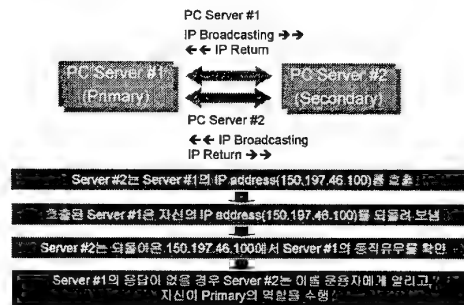 PC Server #1
IP Broadcasting →→
←← IP Return
PC Server #1
(Primary)
PC Server #2
(Secondary)
PC Server #2
←← IP Broadcasting
IP Return →→
Server #2는 Server #1의 IP address(150.197.46.100)를 호출
호출된 Server #1은 자신의 IP address(150.197.46.100)를 되돌려 보냄
Server #2는 되돌아온 150.197.46.100에서 Server #1의 동작유무를 확인
Server #1의 응답이 없을 경우 Server #2는 이를 운용자에게 알리고,
자신이 Primary의 역할을 수행